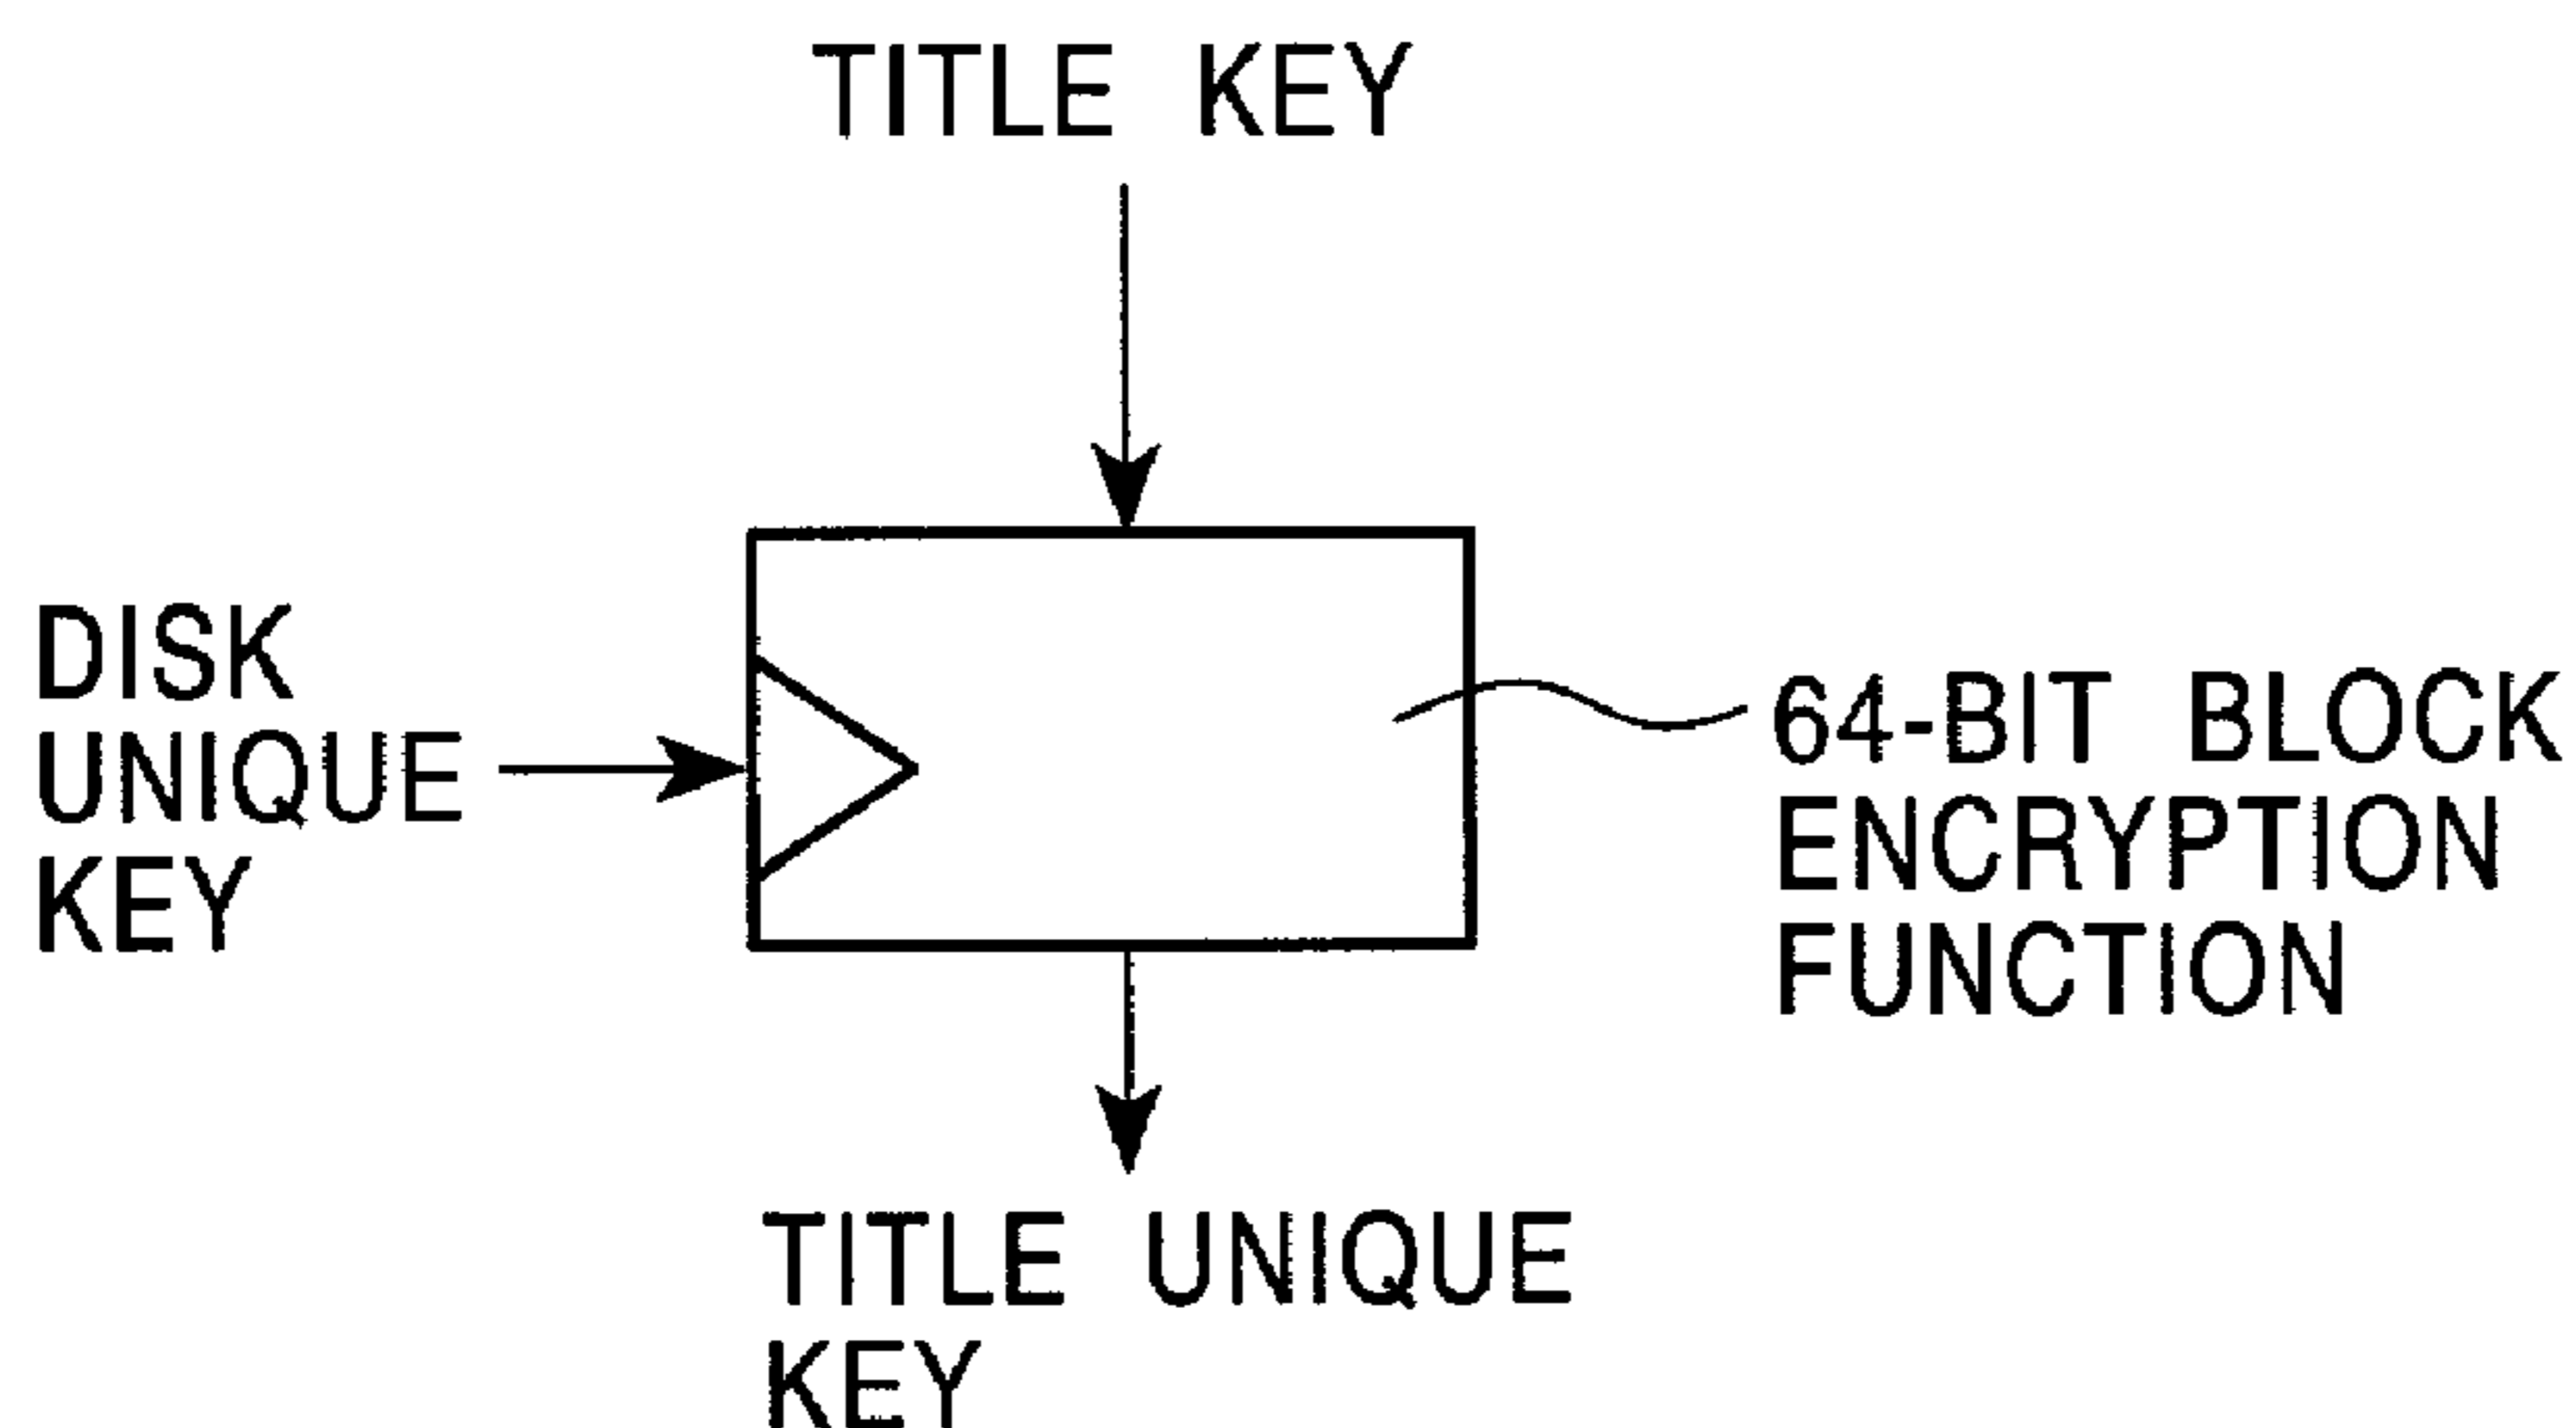 TITLE KEY
DISK
UNIQUE
KEY
64-BIT BLOCK
ENCRYPTION
FUNCTION
TITLE UNIQUE
KEY